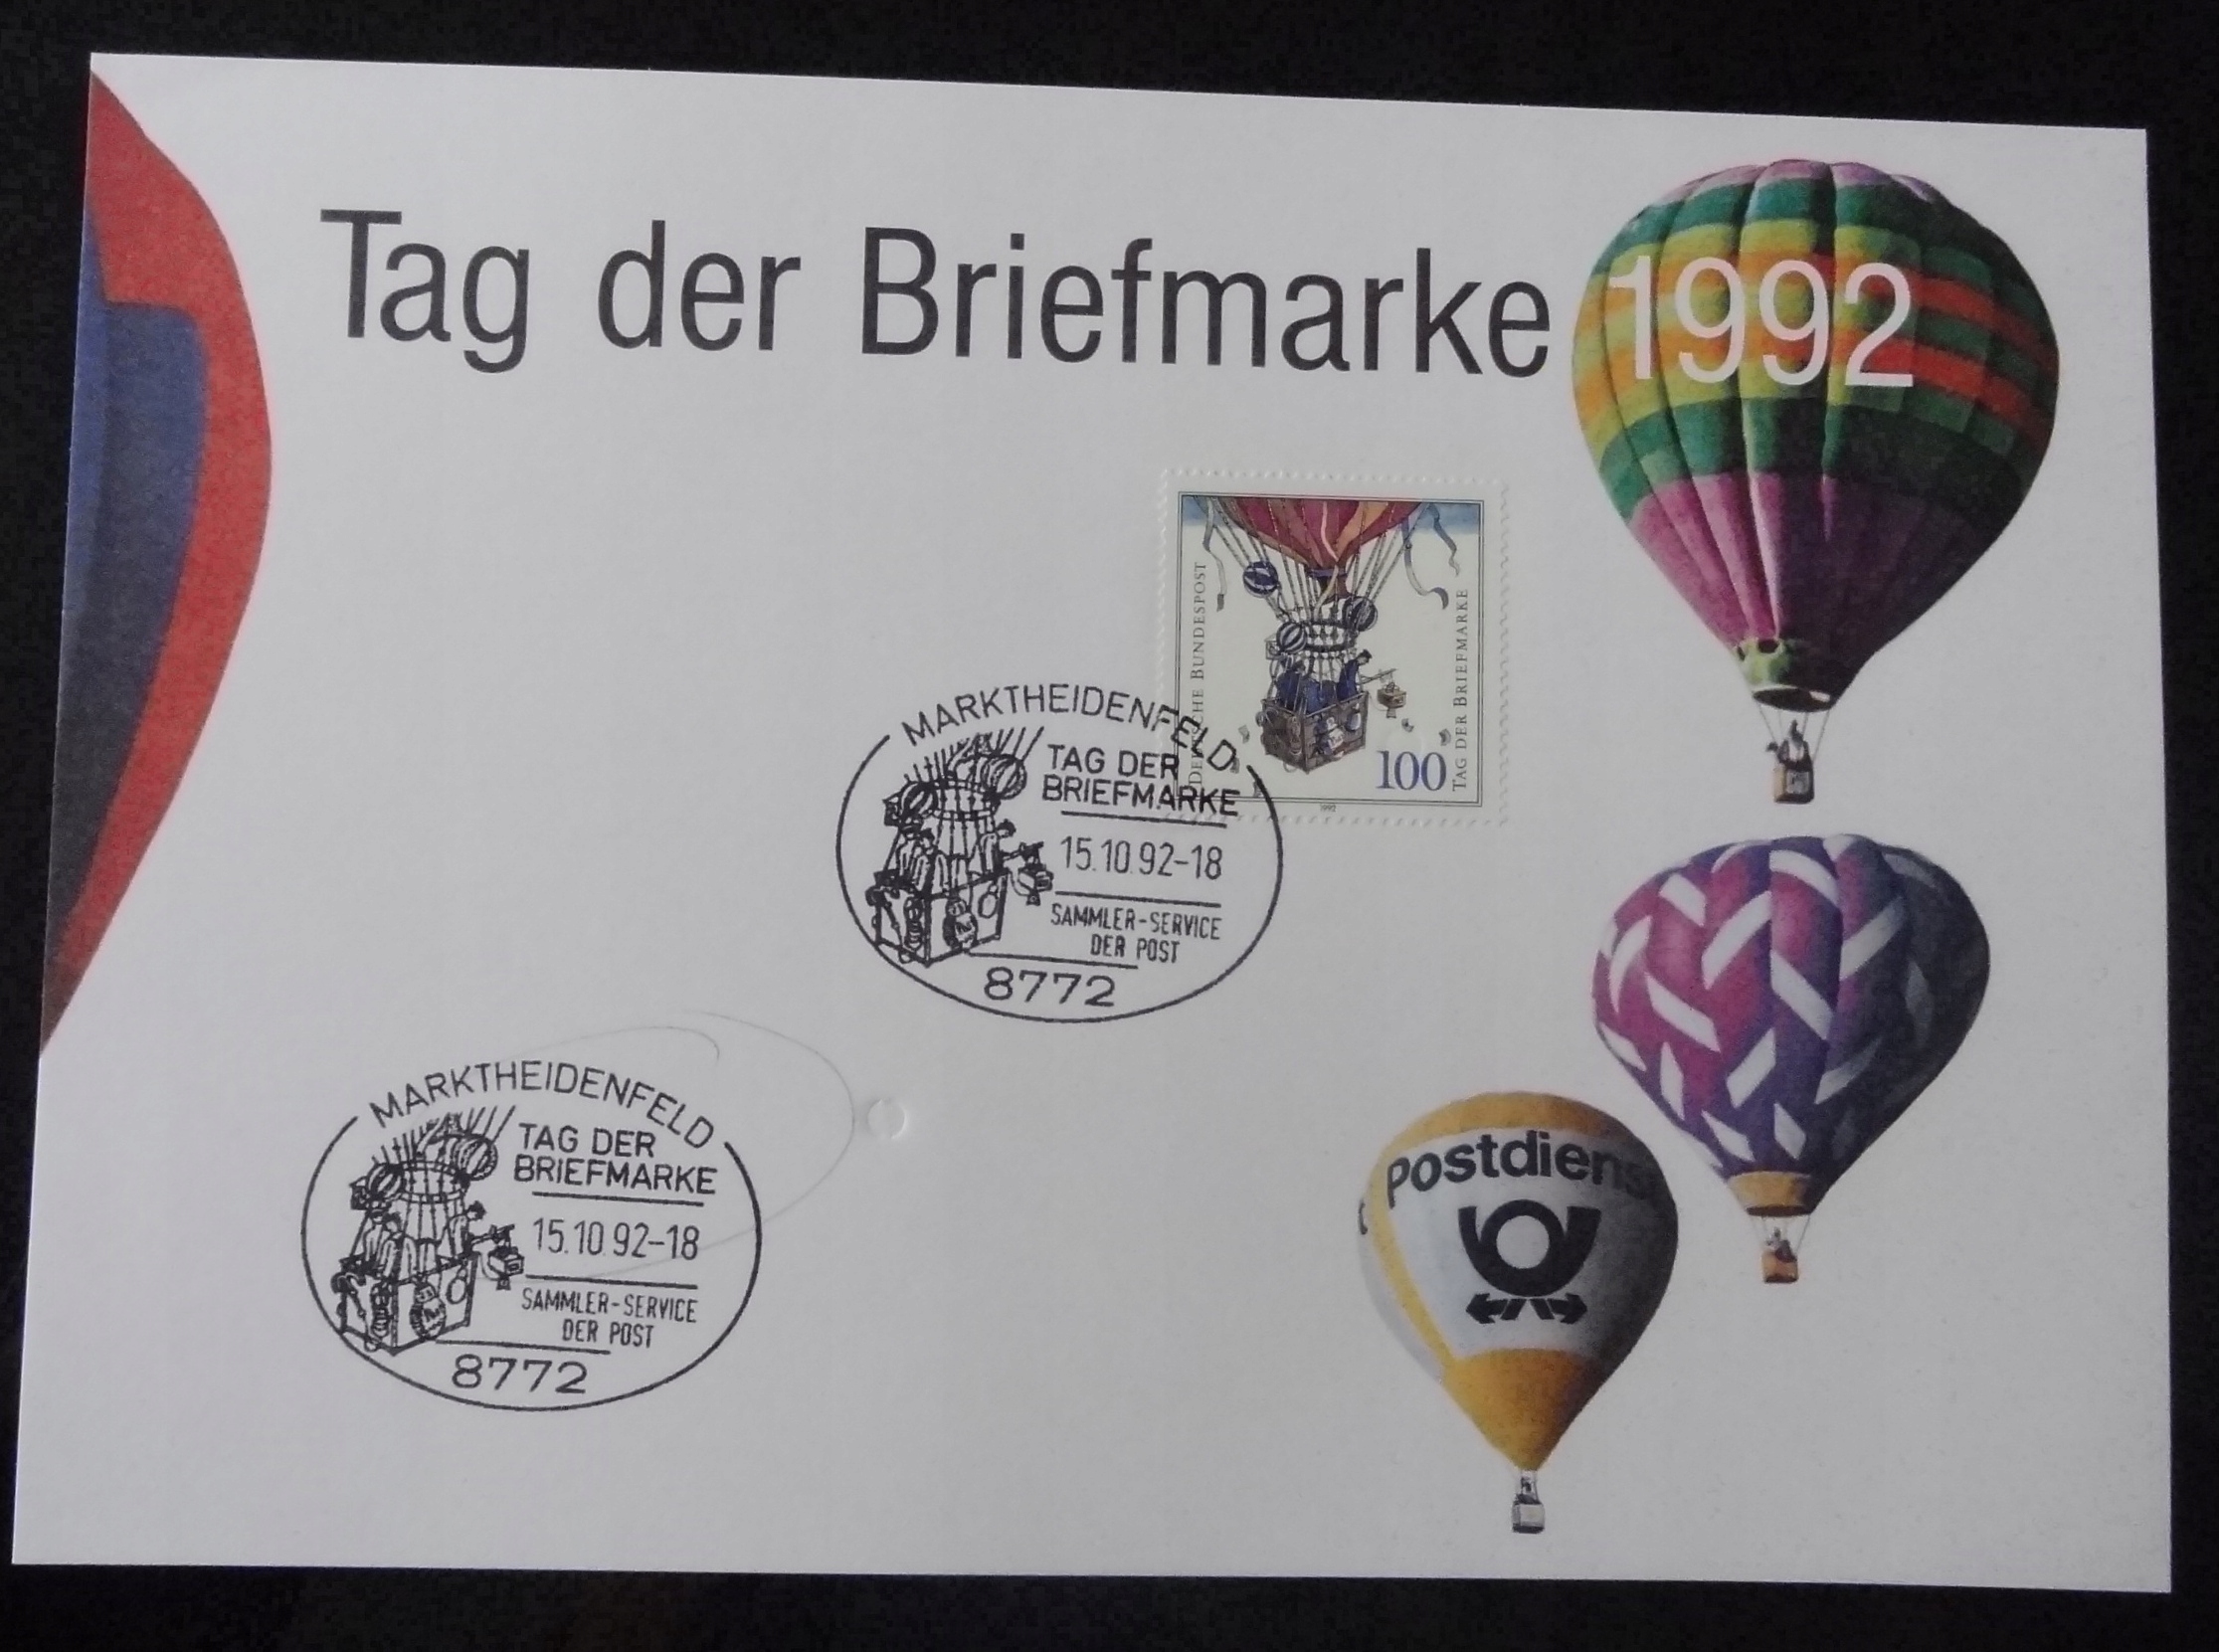 Tag der Briefmarke 1992
DEUTSCHE BUNDESPOST
TAG DER BRIEFMARKE
100
1992
MARKTHEIDENFELD
TAG DER
BRIEFMARKE
15.10.92-18
SAMMLER-SERVICE
DER POST
8772
MARKTHEIDENFELD
TAG DER
BRIEFMARKE
15.10.92-18
SAMMLER-SERVICE
DER POST
8772
Postdienst